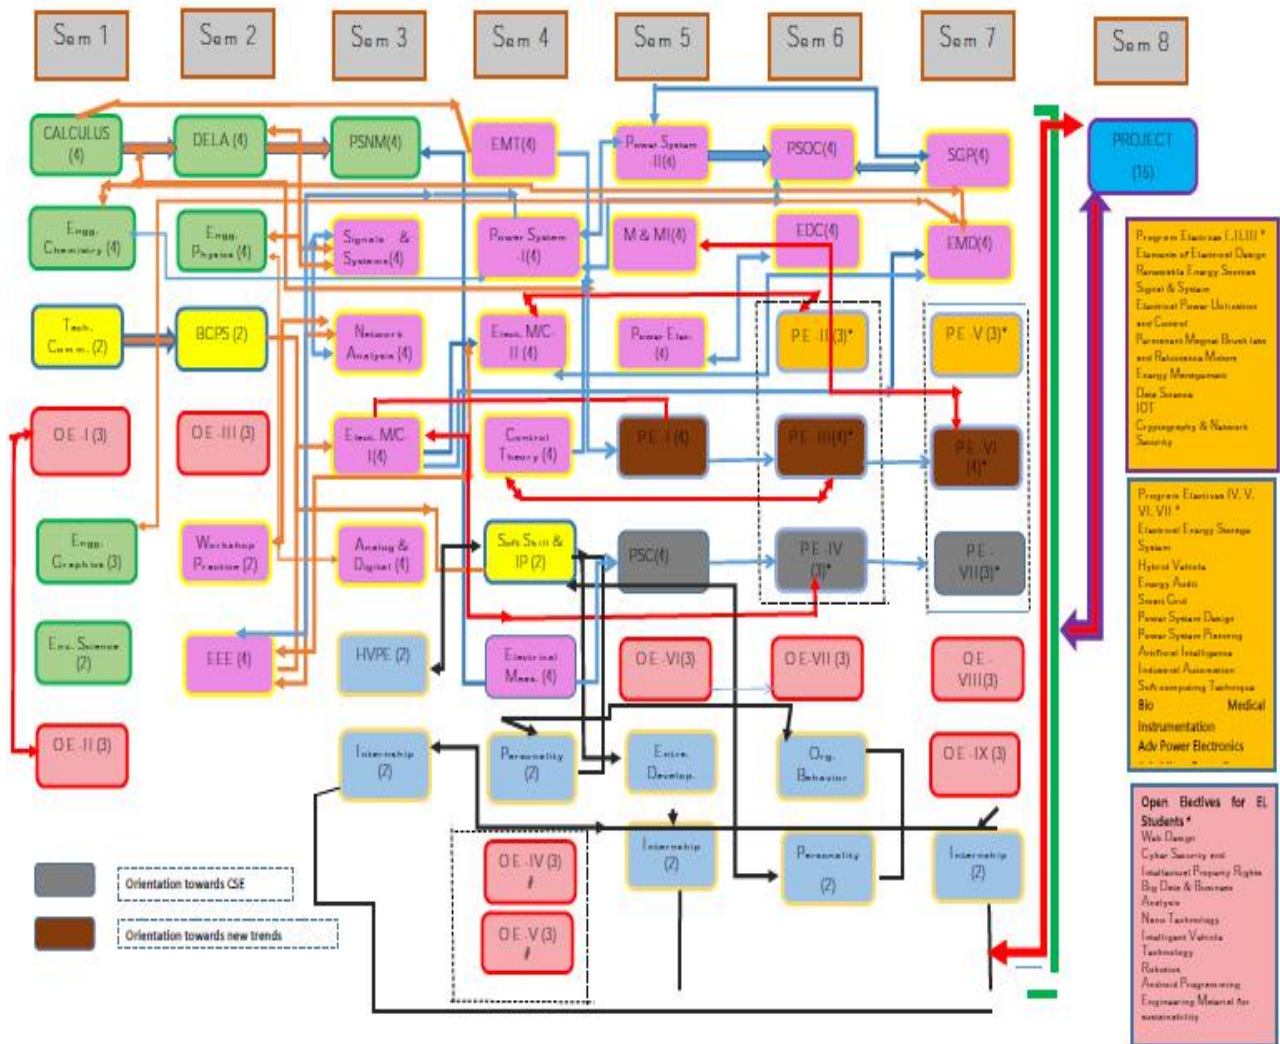 Sem 1
Sem 2
Sem 3
Sem 4
Sem 5
Sem 6
Sem 7
Sem 8
CALCULUS
(4)
DELA (4)
PSNM(4)
EMT(4)
Power System
-II(4)
PSOC(4)
SGP(4)
PROJECT
(15)
Engg.
Chemistry (4)
Engg.
Physics (4)
Signals &
Systems(4)
Power System
-I(4)
M & MI(4)
EDC(4)
EMD(4)
Tech.
Comm. (2)
BCPS (2)
Network
Analysis (4)
Elect. M/C-
II (4)
Power Elec.
(4)
PE-II (3)*
PE-V (3)*
OE-I (3)
OE-III (3)
Elect. M/C-
I(4)
Control
Theory (4)
PE-I (4)
PE-III(4)*
PE-VI
(4)*
Engg.
Graphics (3)
Workshop
Practice (2)
Analog &
Digital (4)
Soft Skill &
IP (2)
PSC(4)
PE-IV
(3)*
PE-
VII(3)*
Env. Science
(2)
EEE (4)
HVPE (2)
Electrical
Meas. (4)
OE-VI(3)
OE-VII (3)
OE-
VIII(3)
OE-II (3)
Internship
(2)
Personality
(2)
Entre.
Develop.
Org.
Behavior
OE-IX (3)
OE-IV (3)
#
Internship
(2)
Personality
(2)
Internship
(2)
OE-V (3)
#
Orientation towards CSE
Orientation towards new trends
Program Electives I,II,III *
Elements of Electrical Design
Renewable Energy Sources
Signal & System
Electrical Power Utilization
and Control
Permanent Magnet Brush less
and Reluctance Motors
Energy Management
Data Science
IOT
Cryptography & Network
Security
Program Electives IV, V,
VI, VII *
Electrical Energy Storage
System
Hybrid Vehicle
Energy Audit
Smart Grid
Power System Design
Power System Planning
Artificial Intelligence
Industrial Automation
Soft computing Technique
Bio Medical
Instrumentation
Adv Power Electronics
Open Electives for EL
Students *
Web Design
Cyber Security and
Intellectual Property Rights
Big Data & Business
Analysis
Nano Technology
Intelligent Vehicle
Technology
Robotics
Android Programming
Engineering Material for
sustainability